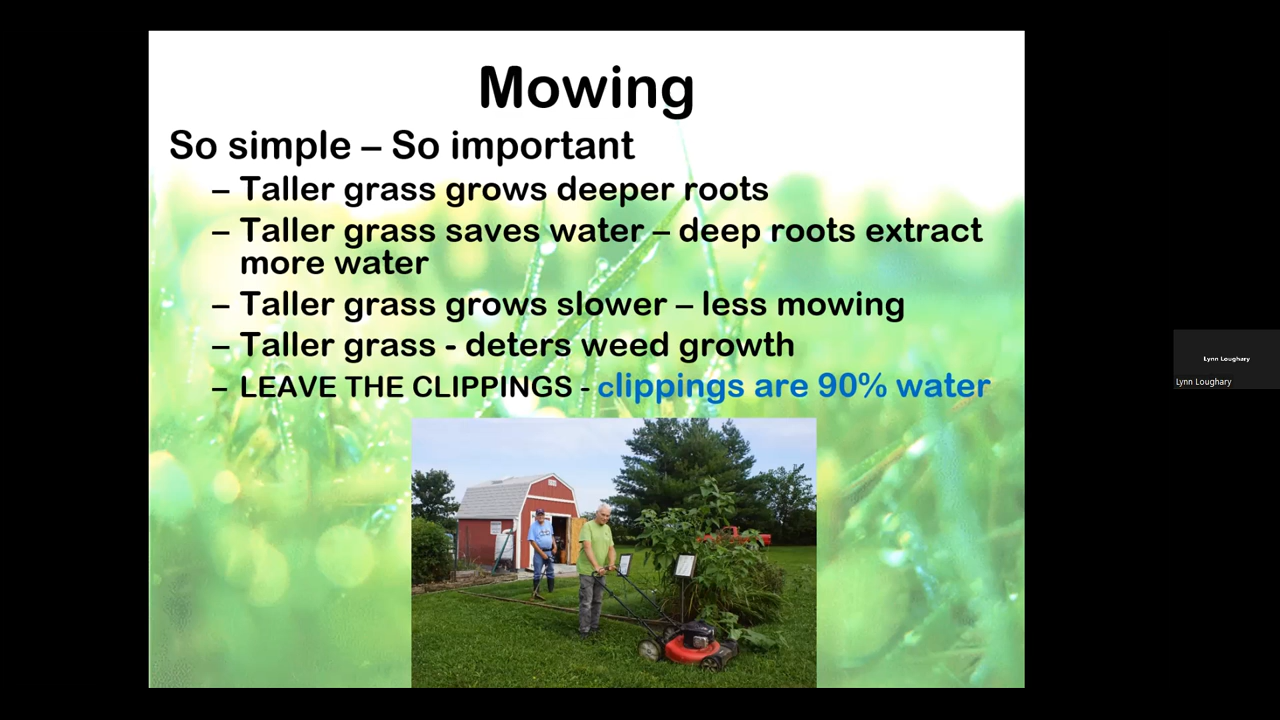 Mowing
So simple – So important
– Taller grass grows deeper roots
– Taller grass saves water – deep roots extract
more water
– Taller grass grows slower – less mowing
– Taller grass - deters weed growth
– LEAVE THE CLIPPINGS - clippings are 90% water
Lynn Loughary
Lynn Loughary